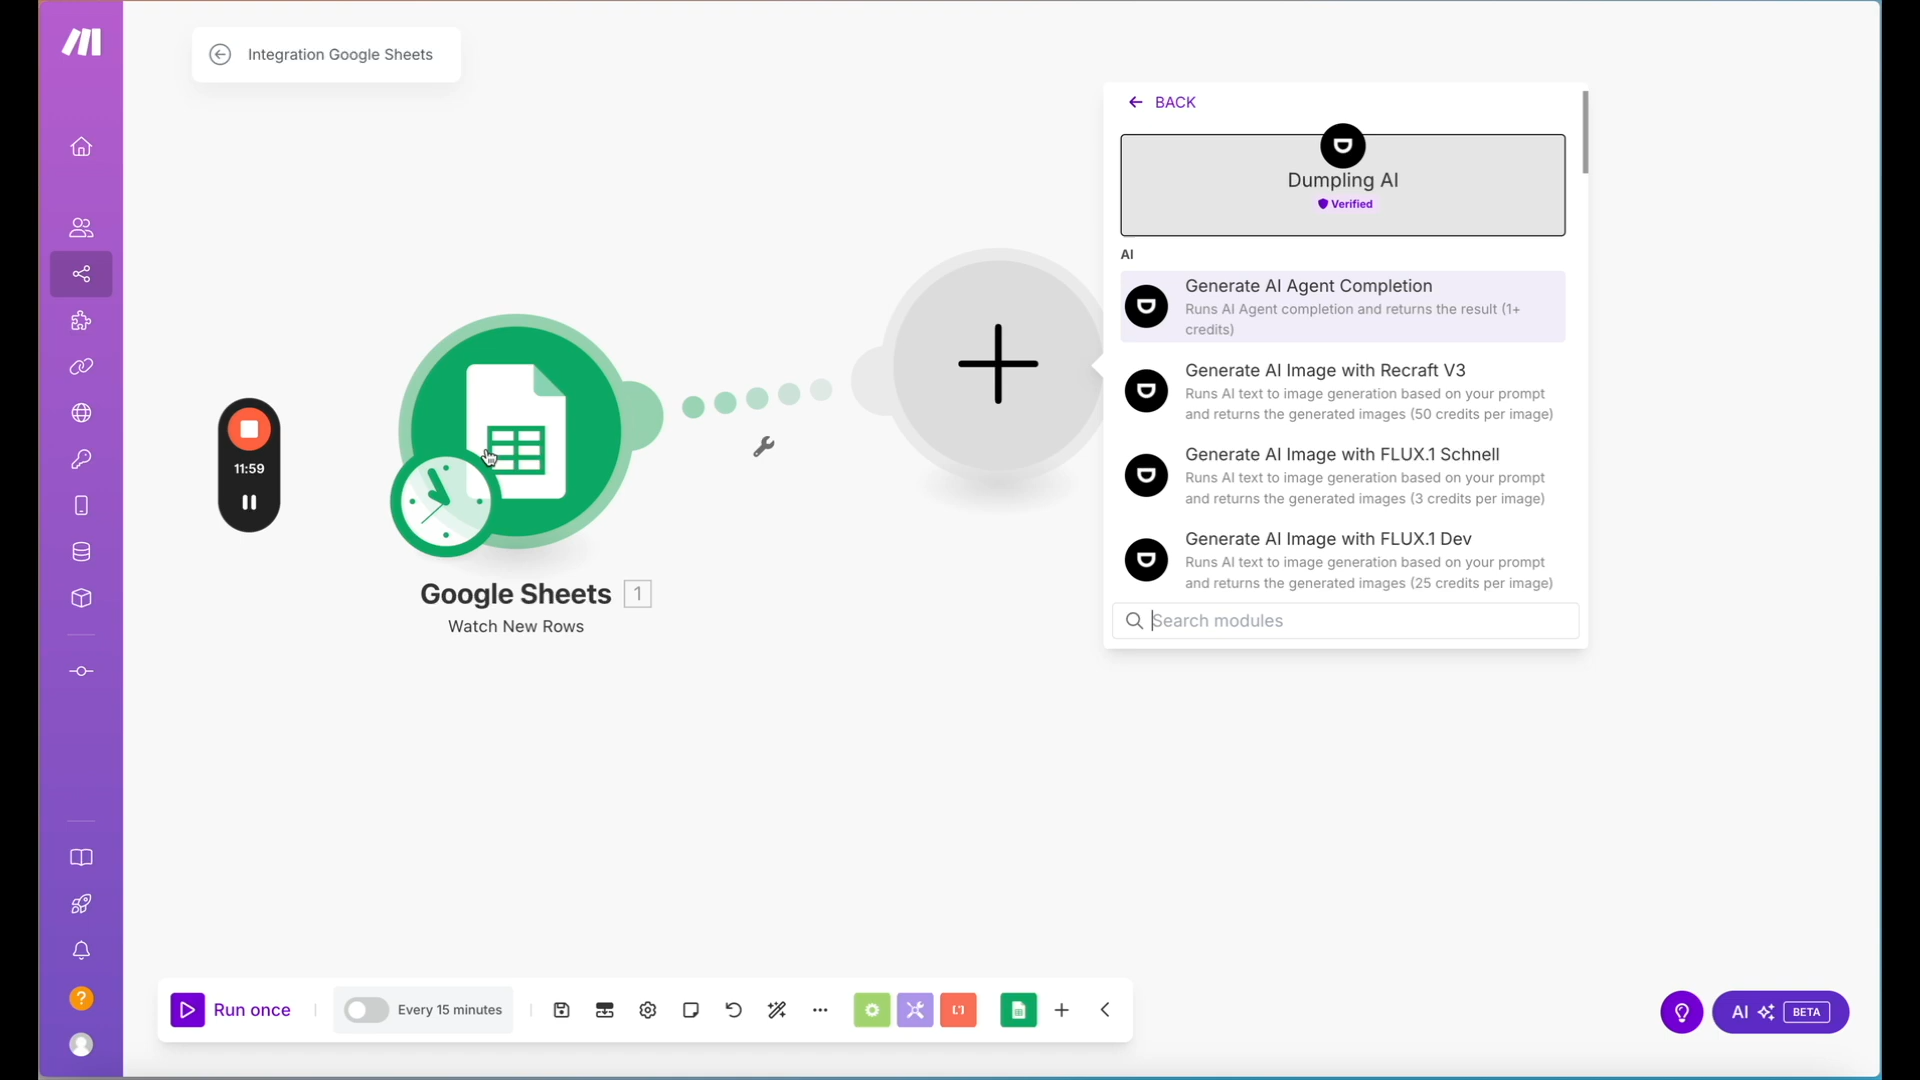 Integration Google Sheets
BACK
Dumpling AI
Verified
AI
Generate AI Agent Completion
Runs AI Agent completion and returns the result (1+
credits)
Generate AI Image with Recraft V3
Runs AI text to image generation based on your prompt
and returns the generated images (50 credits per image)
Generate AI Image with FLUX.1 Schnell
Runs AI text to image generation based on your prompt
and returns the generated images (3 credits per image)
Generate AI Image with FLUX.1 Dev
Runs AI text to image generation based on your prompt
and returns the generated images (25 credits per image)
Search modules
11:59
Google Sheets 1
Watch New Rows
Run once
Every 15 minutes
AI BETA